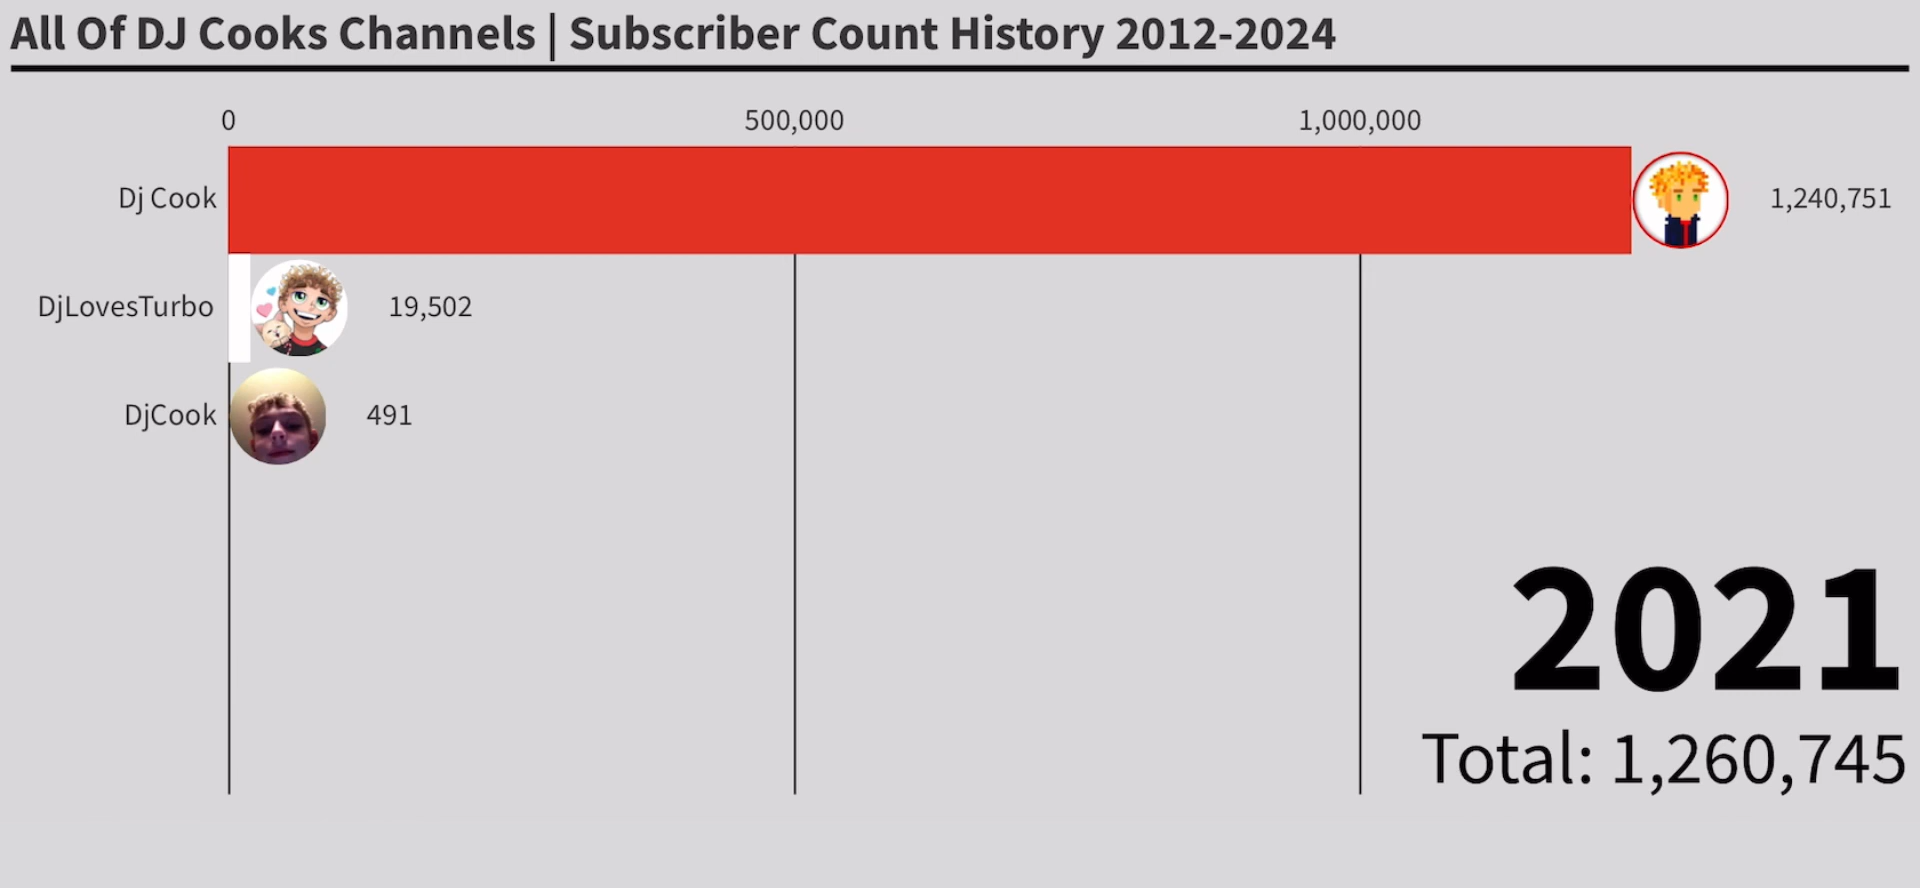 All Of DJ Cooks Channels | Subscriber Count History 2012-2024
0 500,000 1,000,000
Dj Cook 1,240,751
DjLovesTurbo 19,502
DjCook 491
2021
Total: 1,260,745